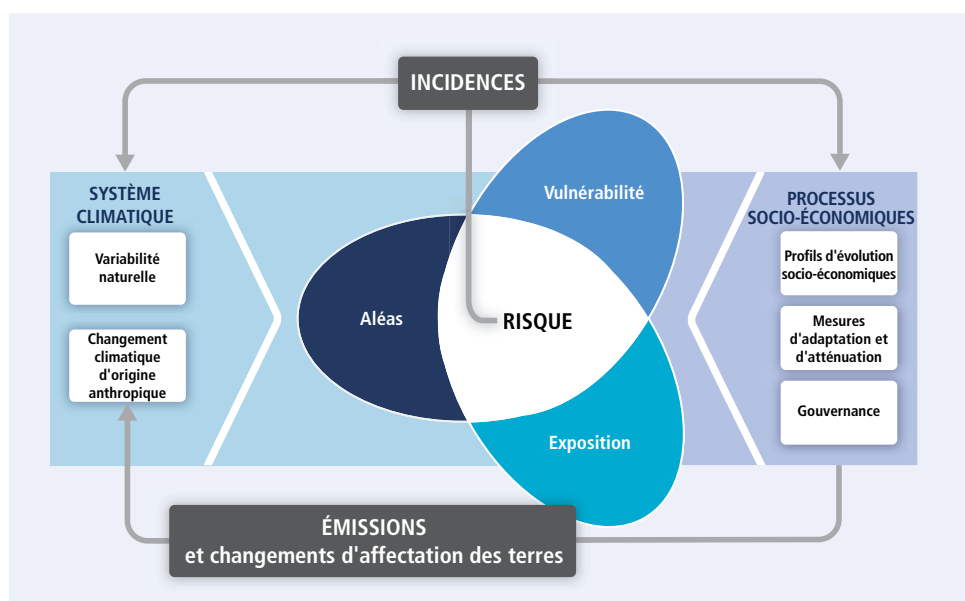 INCIDENCES
SYSTÈME
CLIMATIQUE
Variabilité
naturelle
Changement
climatique
d'origine
anthropique
Aléas
Vulnérabilité
RISQUE
Exposition
PROCESSUS
SOCIO-ÉCONOMIQUES
Profils d'évolution
socio-économiques
Mesures
d'adaptation et
d'atténuation
Gouvernance
ÉMISSIONS
et changements d'affectation des terres